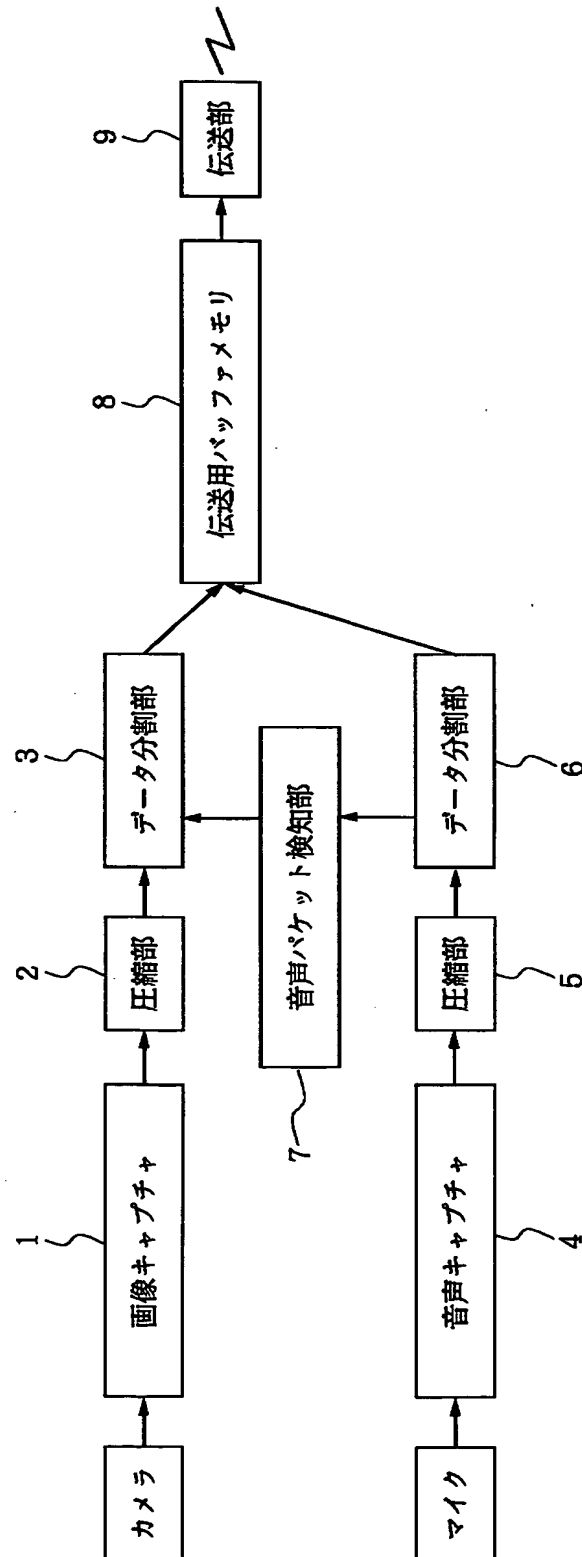 カメラ
1
画像キャプチャ
2
圧縮部
3
データ分割部
マイク
4
音声キャプチャ
5
圧縮部
6
データ分割部
7
音声パケット検知部
8
伝送用バッファメモリ
9
伝送部